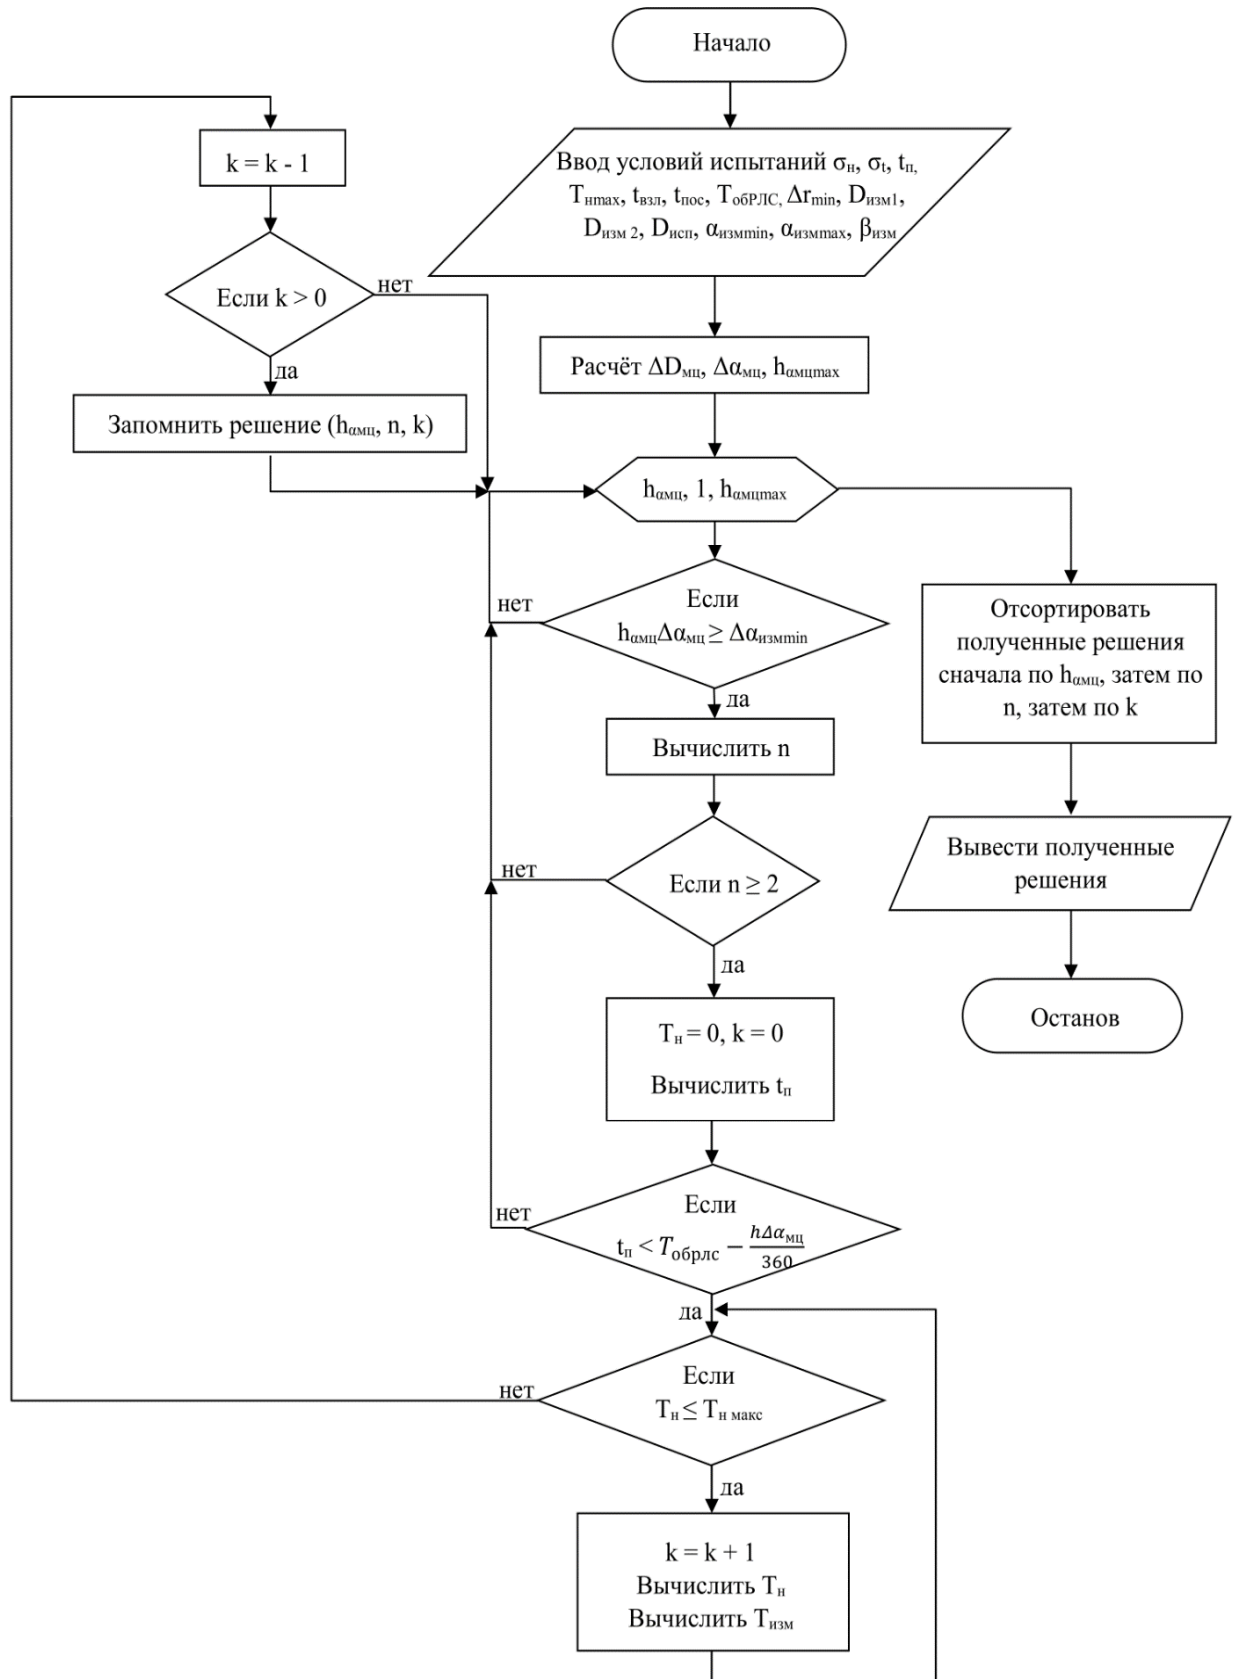 Начало
Ввод условий испытаний σн, σt, tп,
Tнmax, tвзл, tпос, TобРЛС, Δrmin, Dизм1,
Dизм 2, Dисп, αизмmin, αизмmax, βизм
k = k - 1
Если k > 0
нет
да
Запомнить решение (hαмц, n, k)
Расчёт ΔDмц, Δαмц, hαмцmax
hαмц, 1, hαмцmax
Если
hαмцΔαмц ≥ Δαизмmin
нет
да
Вычислить n
Если n ≥ 2
нет
да
Tн = 0, k = 0
Вычислить tп
Если
tп < Tобрлс − hΔαмц/360
нет
да
Если
Tн ≤ Tн макс
нет
да
k = k + 1
Вычислить Tн
Вычислить Tизм
Отсортировать
полученные решения
сначала по hαмц, затем по
n, затем по k
Вывести полученные
решения
Останов